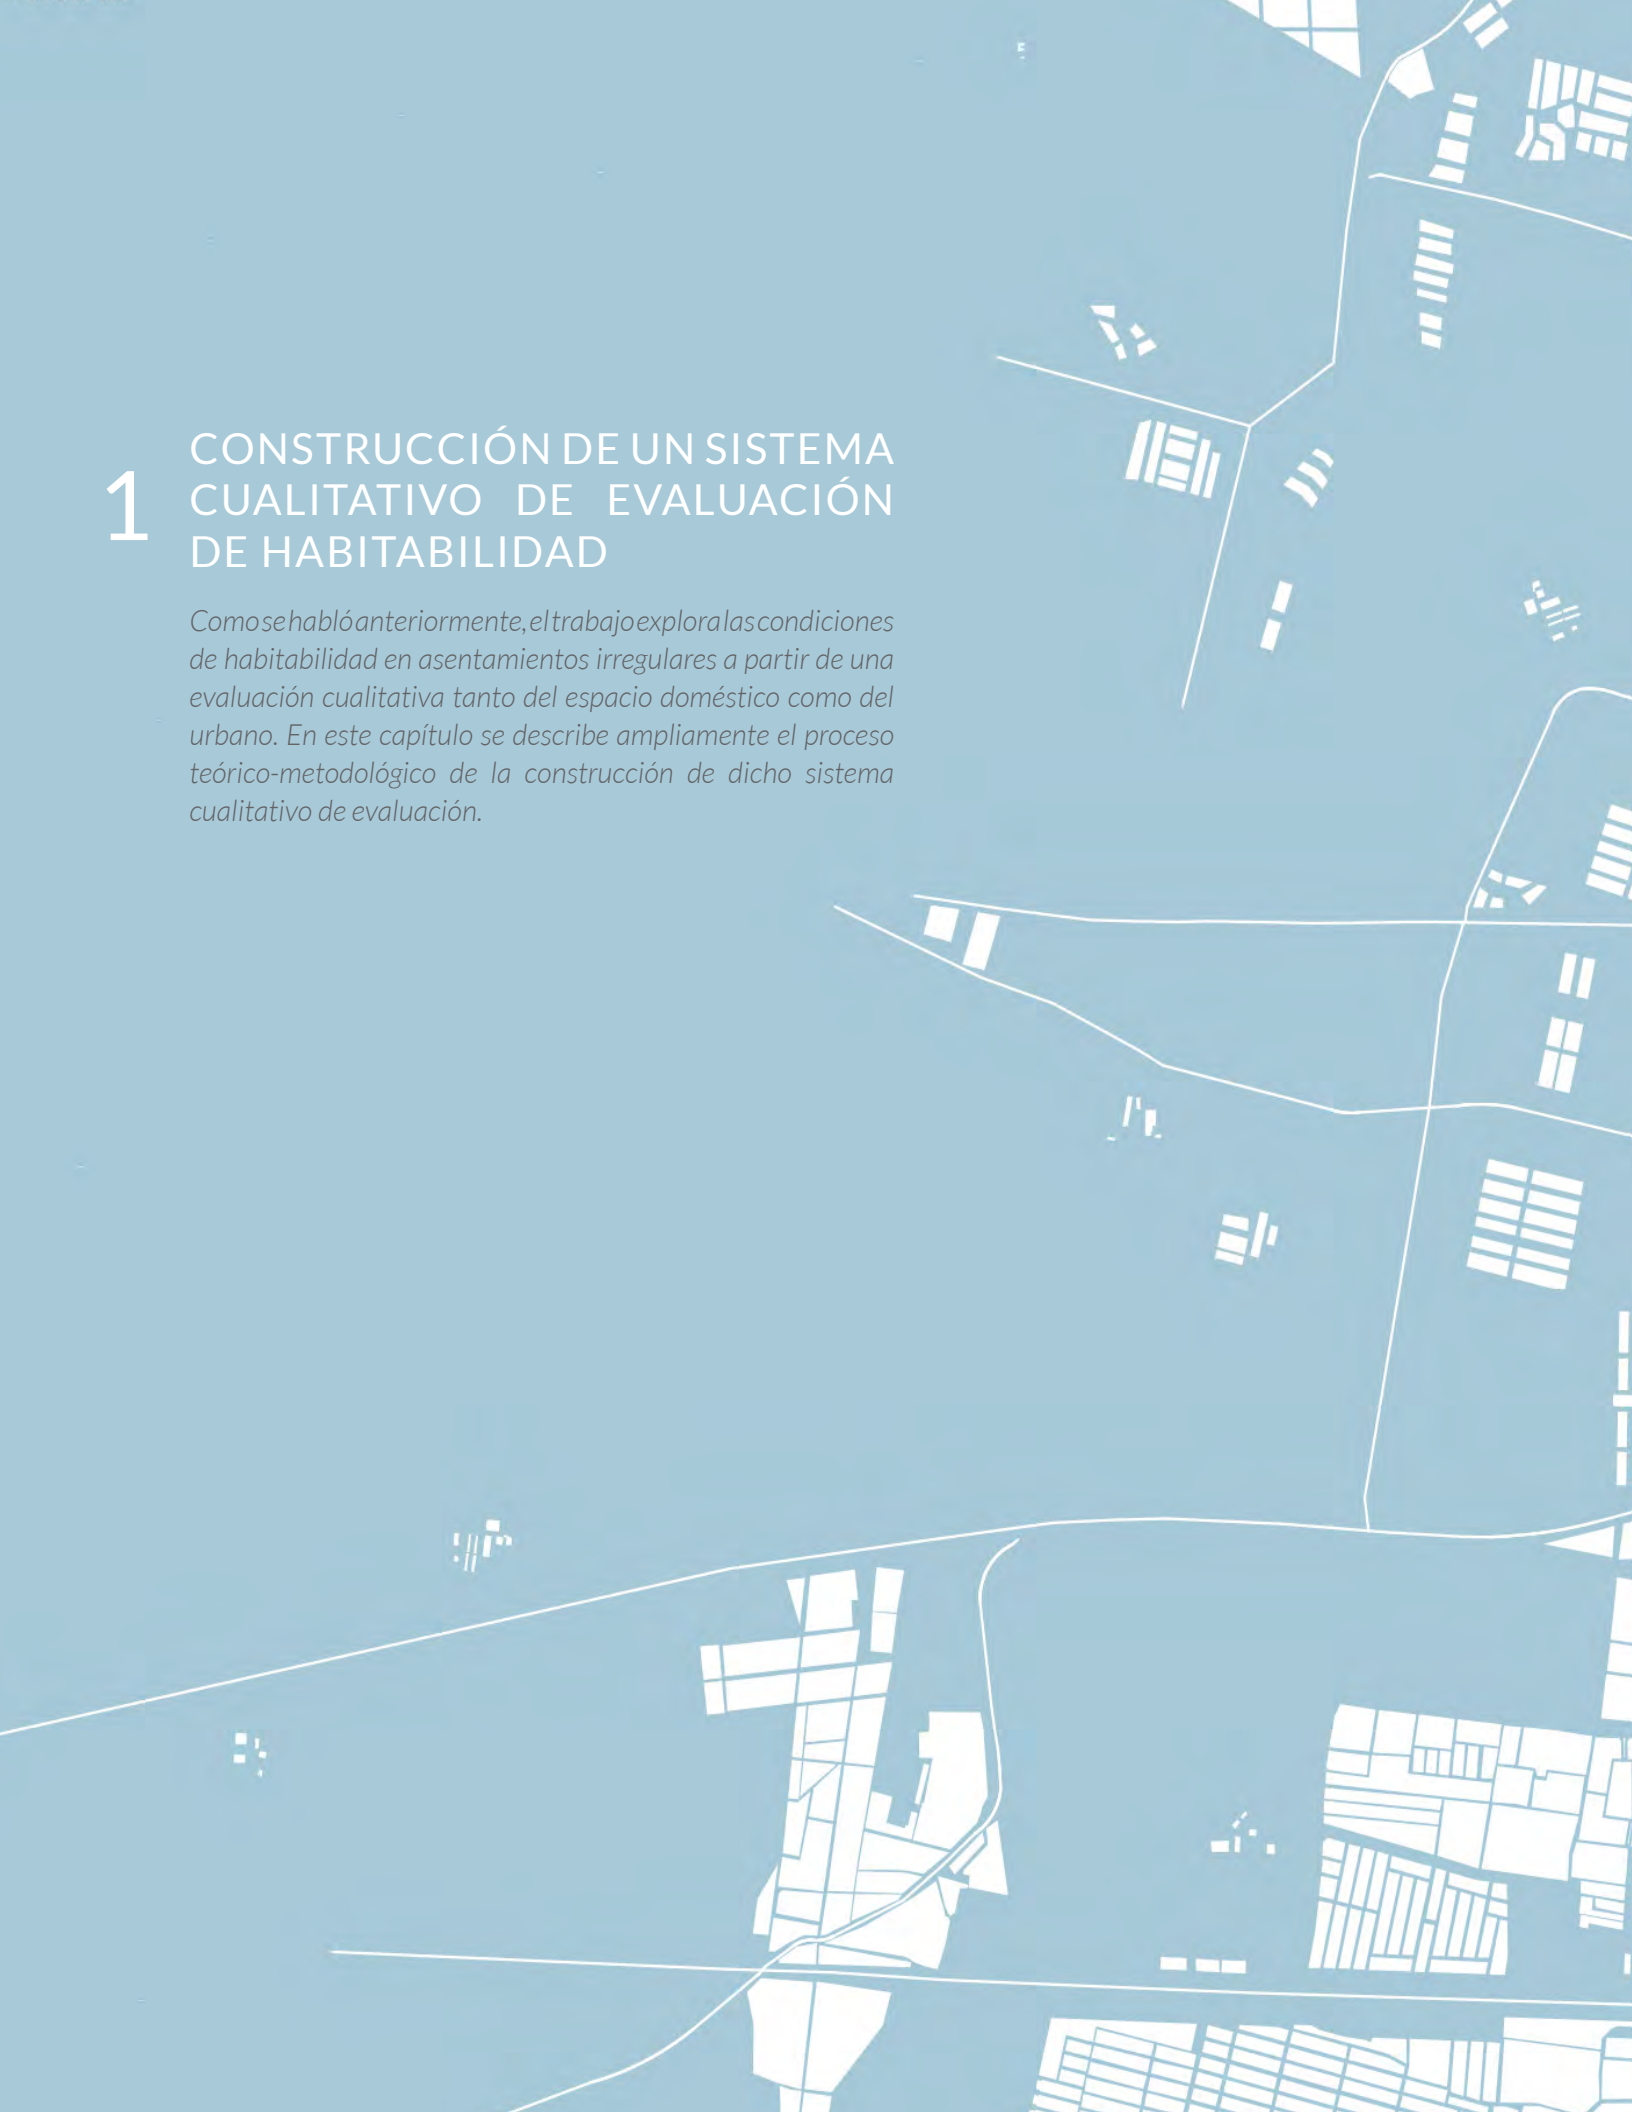 1
CONSTRUCCIÓN DE UN SISTEMA
CUALITATIVO DE EVALUACIÓN
DE HABITABILIDAD
Como se habló anteriormente, el trabajo explora las condiciones
de habitabilidad en asentamientos irregulares a partir de una
evaluación cualitativa tanto del espacio doméstico como del
urbano. En este capítulo se describe ampliamente el proceso
teórico-metodológico de la construcción de dicho sistema
cualitativo de evaluación.